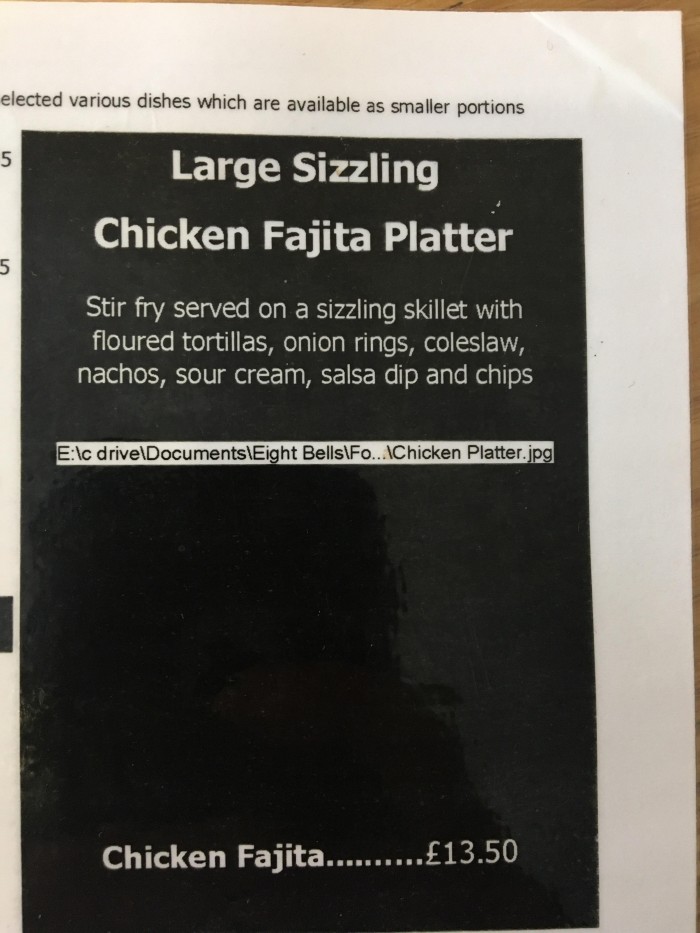 elected various dishes which are available as smaller portions
5
Large Sizzling
Chicken Fajita Platter
5
Stir fry served on a sizzling skillet with
floured tortillas, onion rings, coleslaw,
nachos, sour cream, salsa dip and chips
E:\c drive\Documents\Eight Bells\Fo...\Chicken Platter.jpg
Chicken Fajita..........£13.50